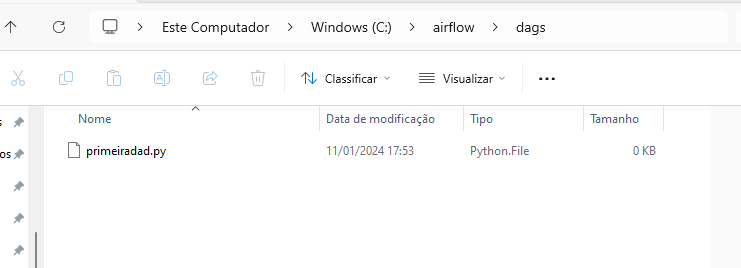 Este Computador > Windows (C:) > airflow > dags >
Classificar Visualizar
Nome Data de modificação Tipo Tamanho
s
primeiradad.py 11/01/2024 17:53 Python.File 0 KB
os